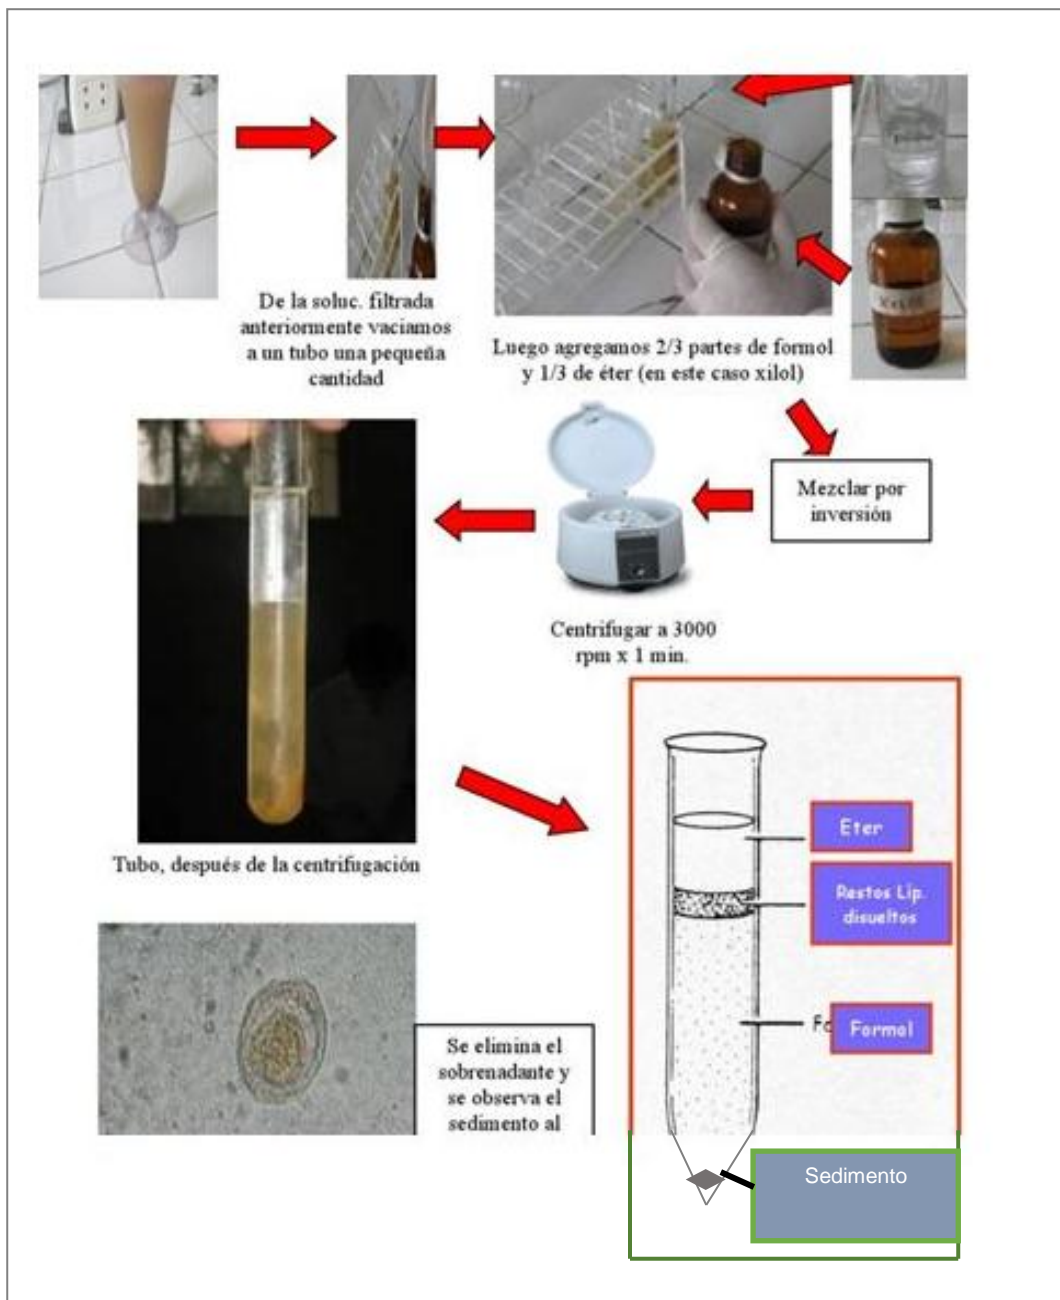 De la soluc. filtrada
anteriormente vaciamos
a un tubo una pequeña
cantidad
Luego agregamos 2/3 partes de formol
y 1/3 de éter (en este caso xilol)
Mezclar por
inversión
Centrifugar a 3000
rpm x 1 min.
Tubo, después de la centrifugación
Eter
Restos Lip.
disueltos
Fo
Formol
Se elimina el
sobrenadante y
se observa el
sedimento al
Sedimento